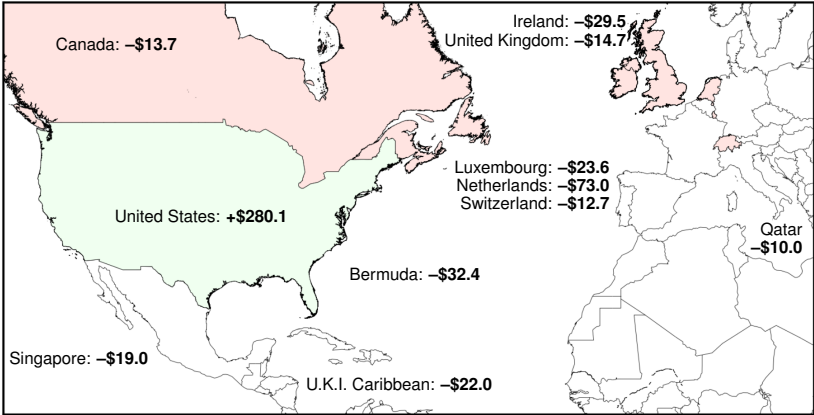 Ireland: –$29.5
Canada: –$13.7
United Kingdom: –$14.7
Luxembourg: –$23.6
Netherlands: –$73.0
Switzerland: –$12.7
United States: +$280.1
Qatar
–$10.0
Bermuda: –$32.4
Singapore: –$19.0
U.K.I. Caribbean: –$22.0